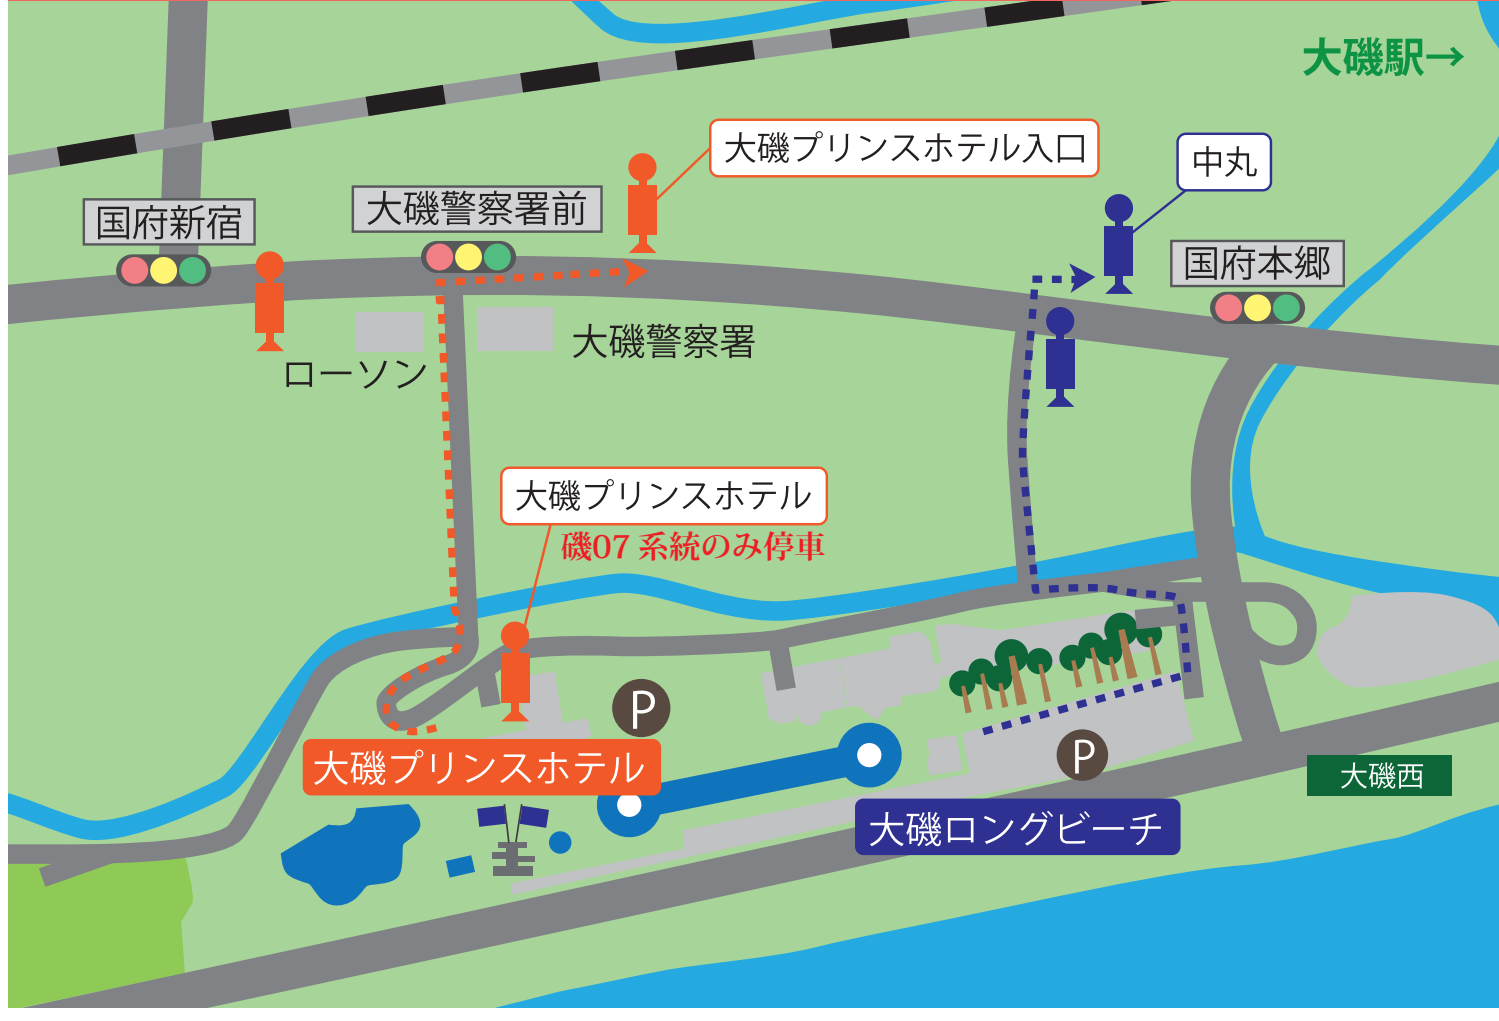 大磯駅→
大磯プリンスホテル入口
中丸
国府新宿
大磯警察署前
国府本郷
ローソン
大磯警察署
大磯プリンスホテル
磯07 系統のみ停車
P
大磯プリンスホテル
P
大磯西
大磯ロングビーチ